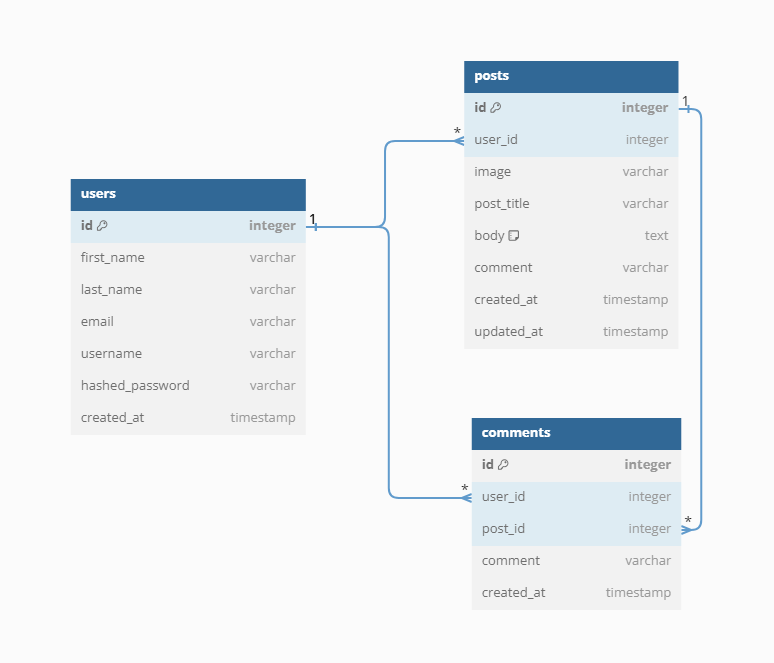 users
id integer
first_name varchar
last_name varchar
email varchar
username varchar
hashed_password varchar
created_at timestamp
1
posts
id integer
user_id integer
image varchar
post_title varchar
body text
comment varchar
created_at timestamp
updated_at timestamp
1
*
comments
id integer
user_id integer
post_id integer
comment varchar
created_at timestamp
*
*